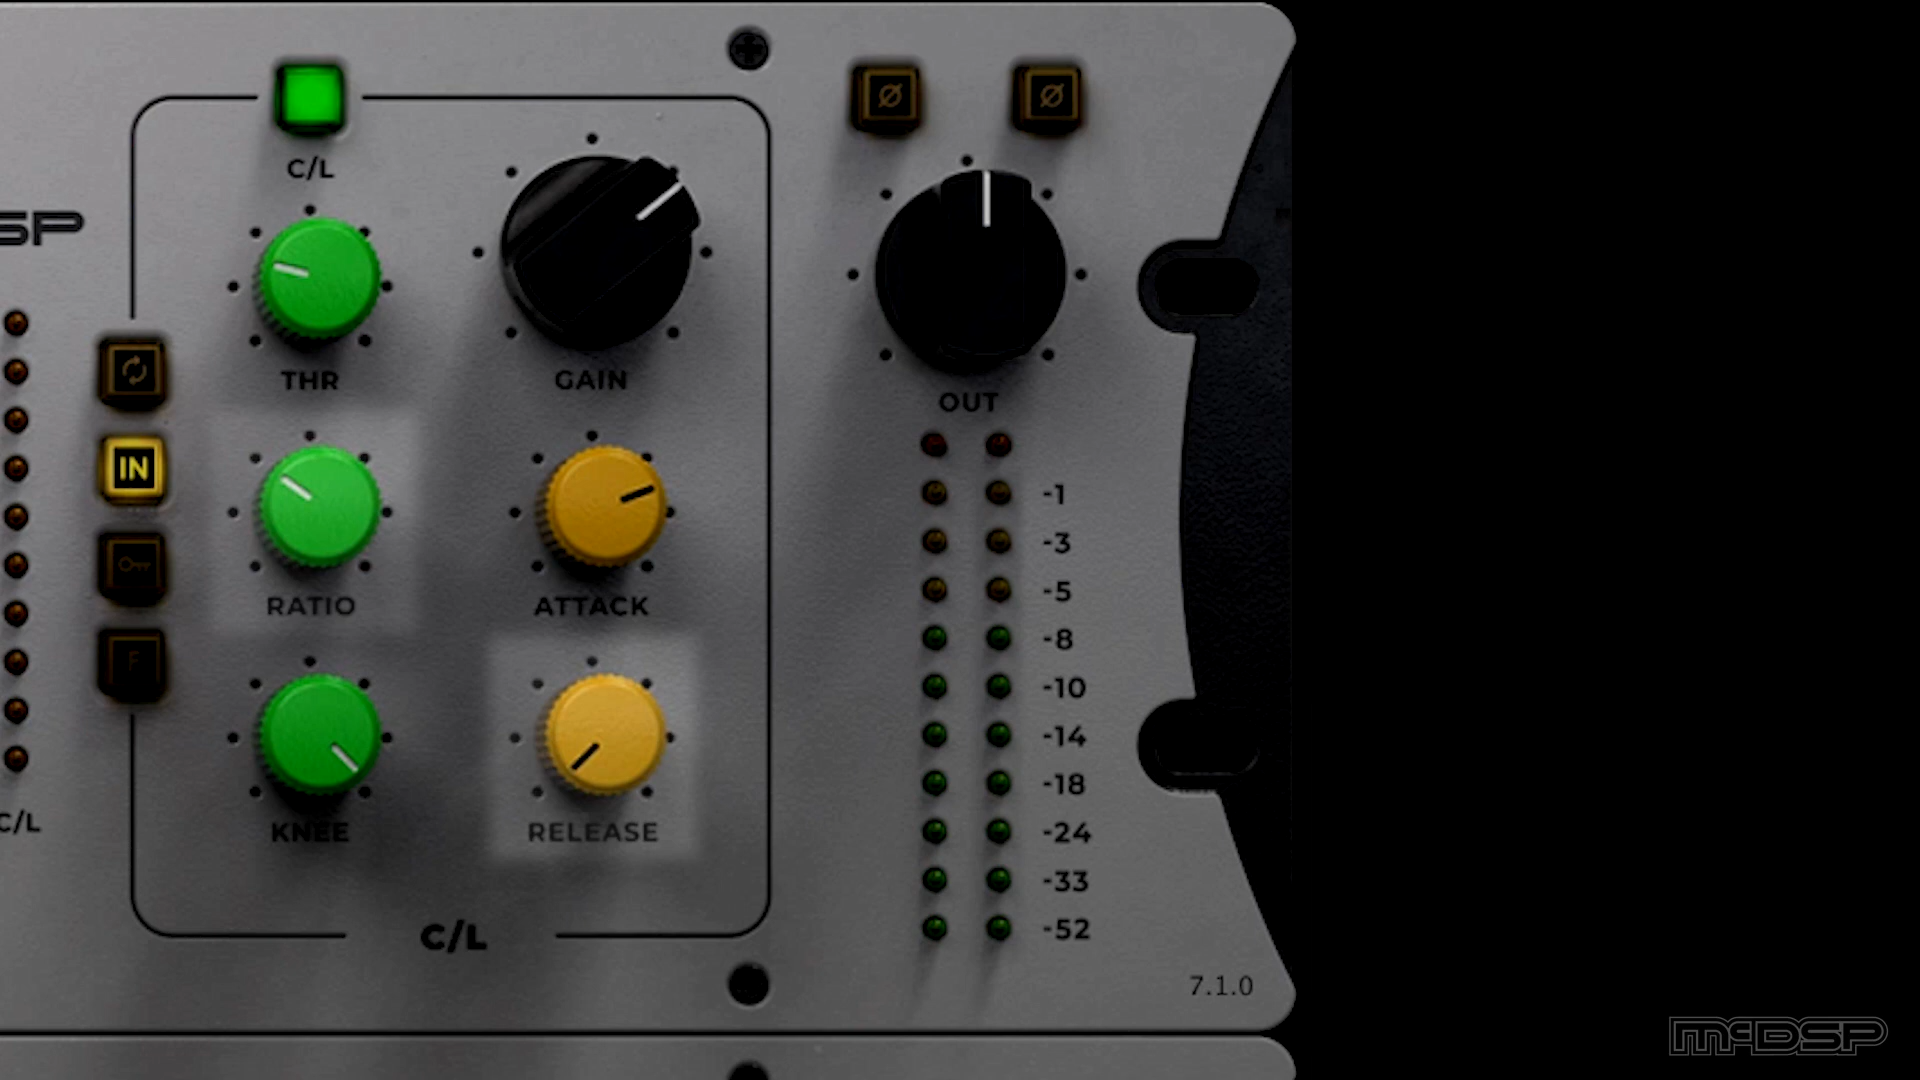 C/L
SP
THR
GAIN
OUT
IN
-1
-3
-5
RATIO
ATTACK
-8
-10
-14
-18
C/L
KNEE
RELEASE
-24
-33
C/L
-52
F
7.1.0
McDSP